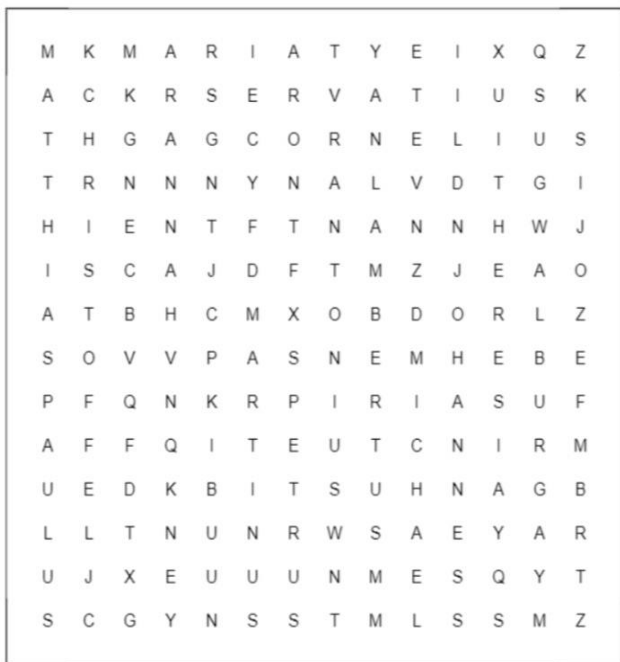 M K M A R I A T Y E I X Q Z
A C K R S E R V A T I U S K
T H G A G C O R N E L I U S
T R N N N Y N A L V D T G I
H I E N T F T N A N N H W J
I S C A J D F T M Z J E A O
A T B H C M X O B D O R L Z
S O V V P A S N E M H E B E
P F Q N K R P I R I A S U F
A F F Q I T E U T C N I R M
U E D K B I T S U H N A G B
L L T N U N R W S A E Y A R
U J X E U U U N M E S Q Y T
S C G Y N S S T M L S S M Z